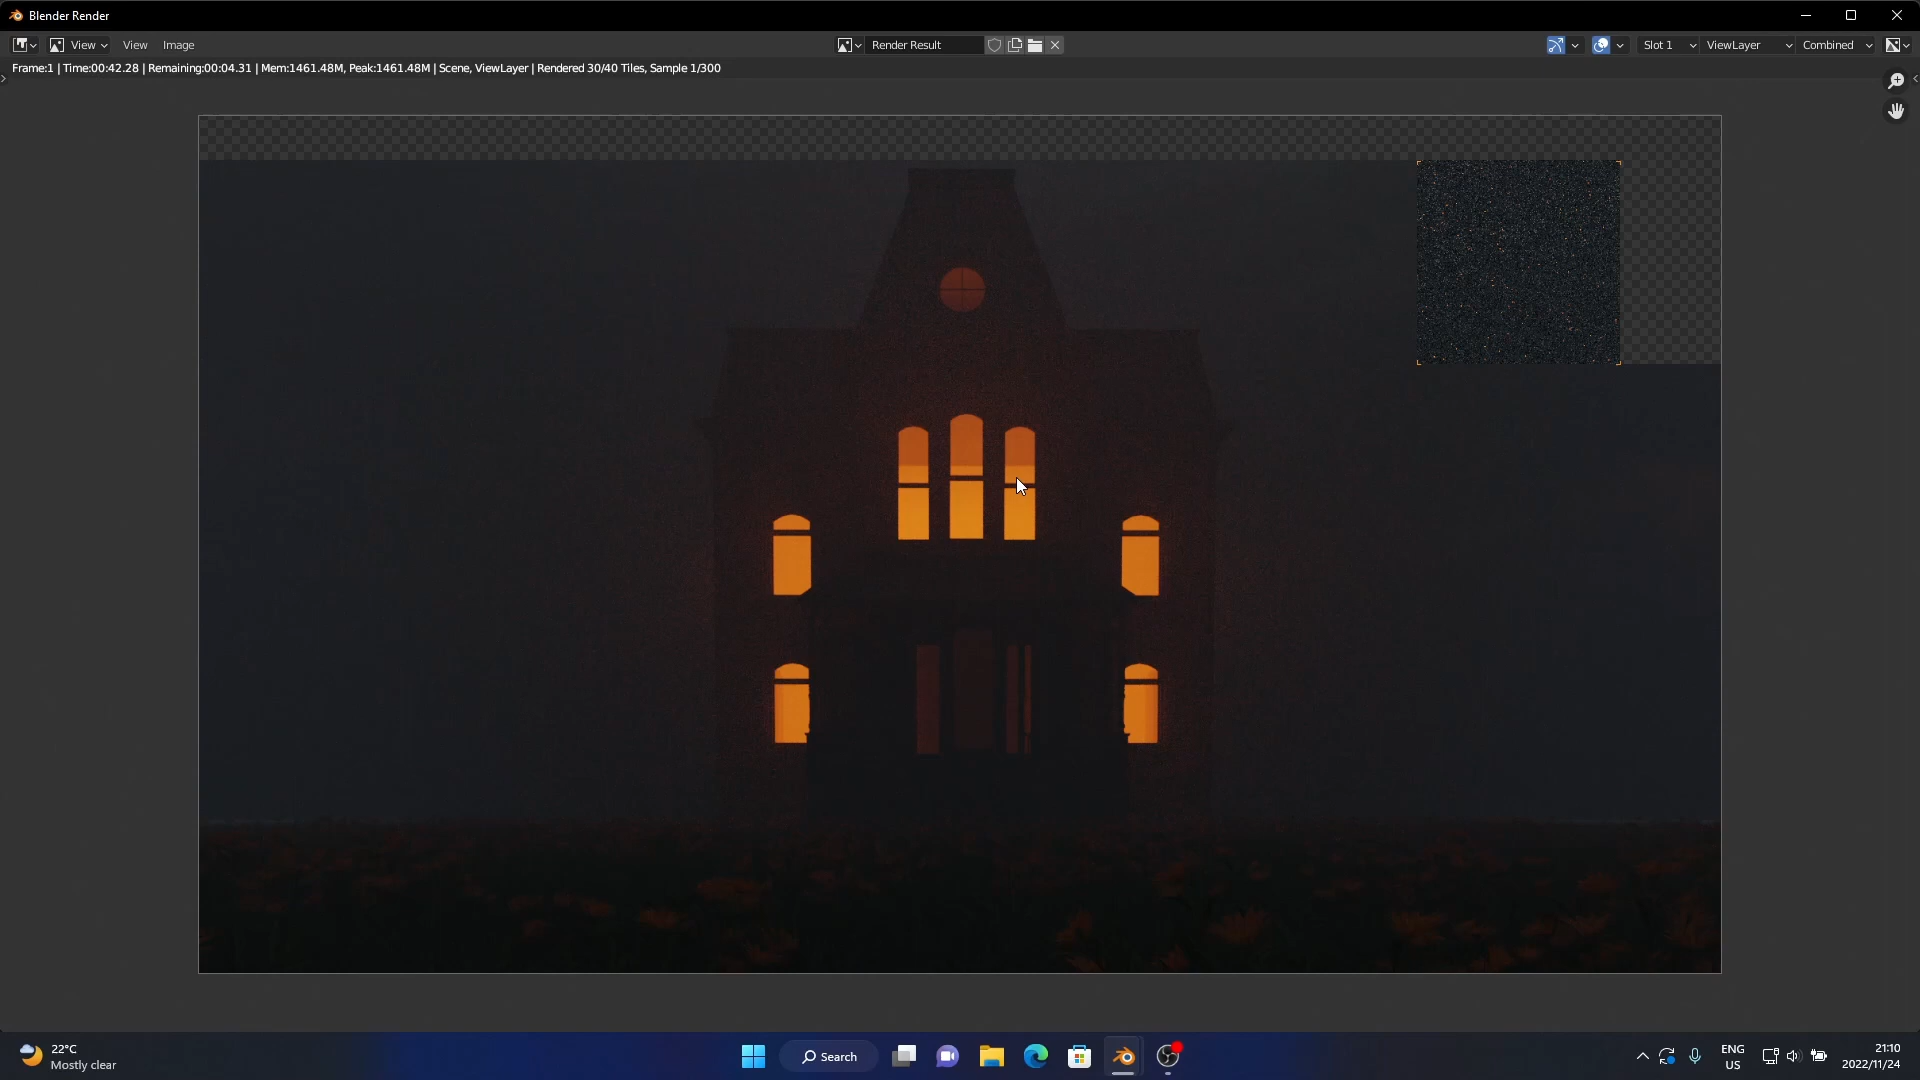 Blender Render
View View Image Render Result Slot 1 ViewLayer Combined
Frame:1 | Time:00:42.28 | Remaining:00:04.31 | Mem:1461.48M, Peak:1461.48M | Scene, ViewLayer | Rendered 30/40 Tiles, Sample 1/300
22°C
Mostly clear
Search
ENG
US
21:10
2022/11/24